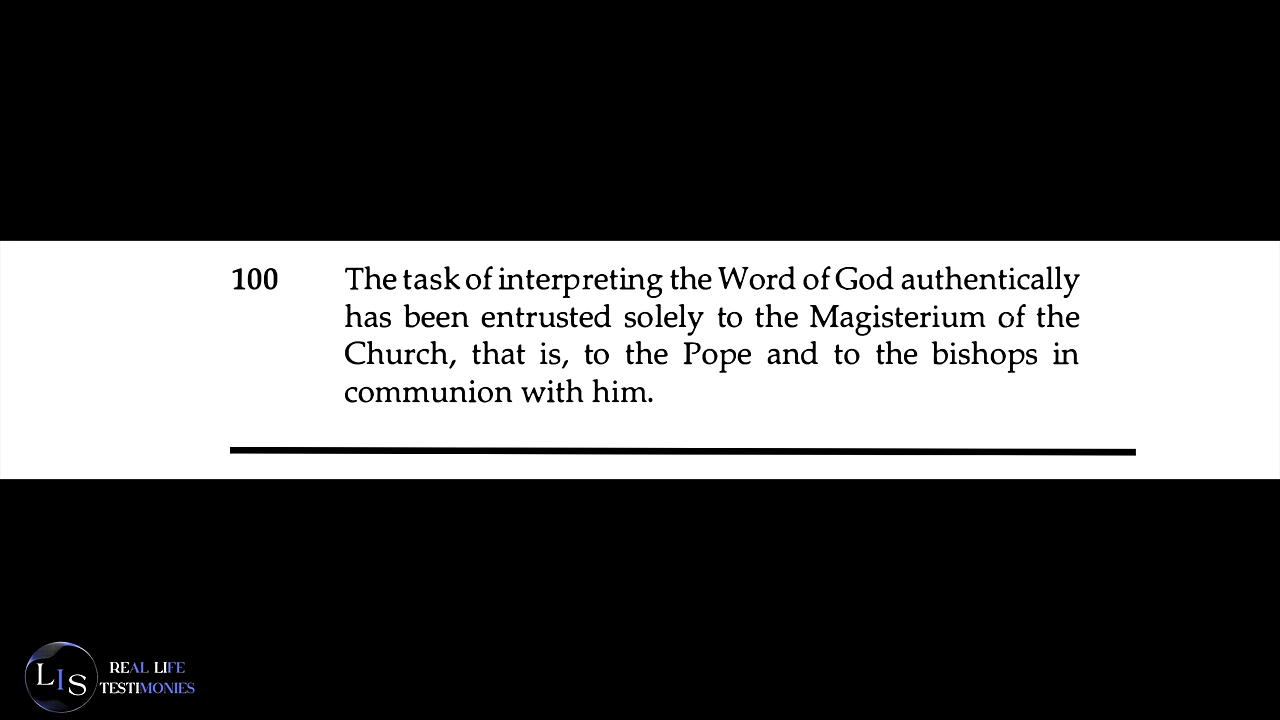 100 The task of interpreting the Word of God authentically
has been entrusted solely to the Magisterium of the
Church, that is, to the Pope and to the bishops in
communion with him.
LIS
REAL LIFE
TESTIMONIES